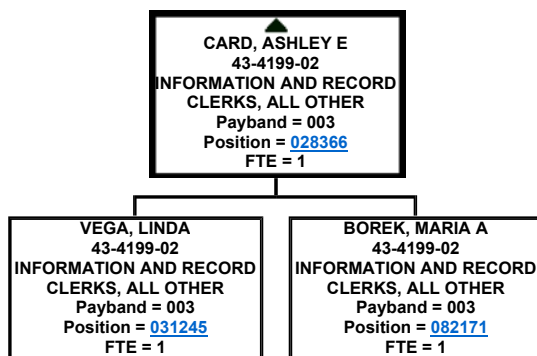 CARD, ASHLEY E
43-4199-02
INFORMATION AND RECORD
CLERKS, ALL OTHER
Payband = 003
Position = 028366
FTE = 1
VEGA, LINDA
43-4199-02
INFORMATION AND RECORD
CLERKS, ALL OTHER
Payband = 003
Position = 031245
FTE = 1
BOREK, MARIA A
43-4199-02
INFORMATION AND RECORD
CLERKS, ALL OTHER
Payband = 003
Position = 082171
FTE = 1